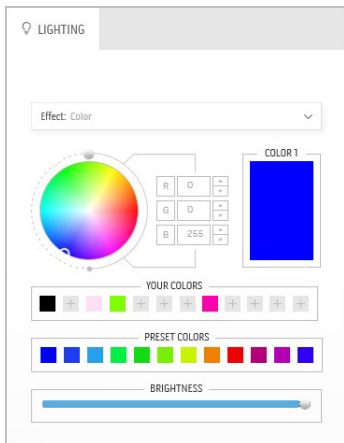 LIGHTING
Effect: Color
COLOR 1
R 0
G 0
B 255
YOUR COLORS
PRESET COLORS
BRIGHTNESS